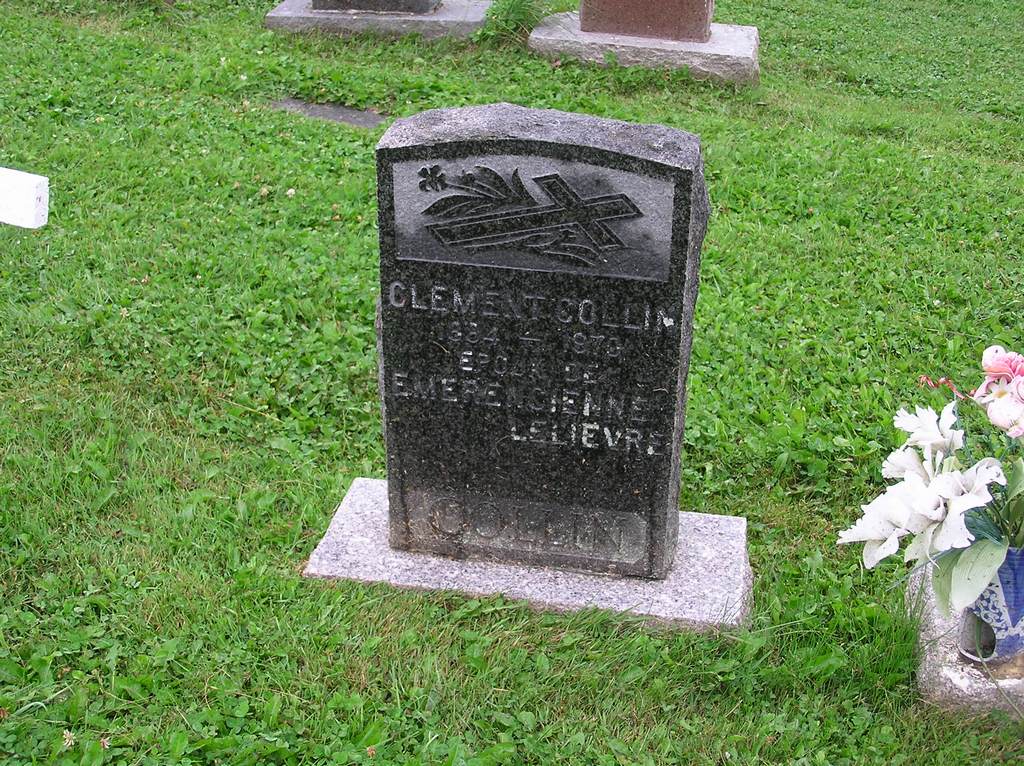 CLEMENT COLLIN
EPOUX DE
EMERENCIENNE
LELIEVRE
COLLIN